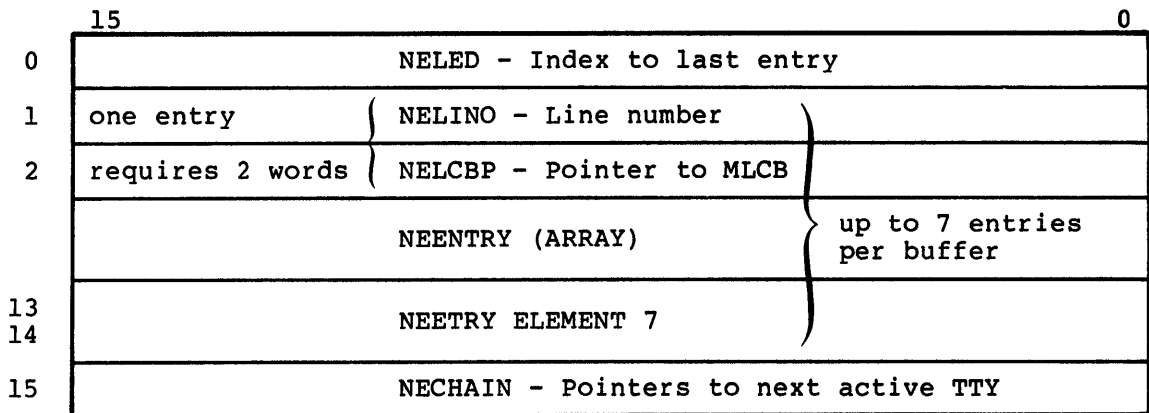 15 0
0 NELED - Index to last entry
1 one entry NELINO - Line number
2 requires 2 words NELCBP - Pointer to MLCB
NEENTRY (ARRAY) up to 7 entries
per buffer
13
14 NEETRY ELEMENT 7
15 NECHAIN - Pointers to next active TTY